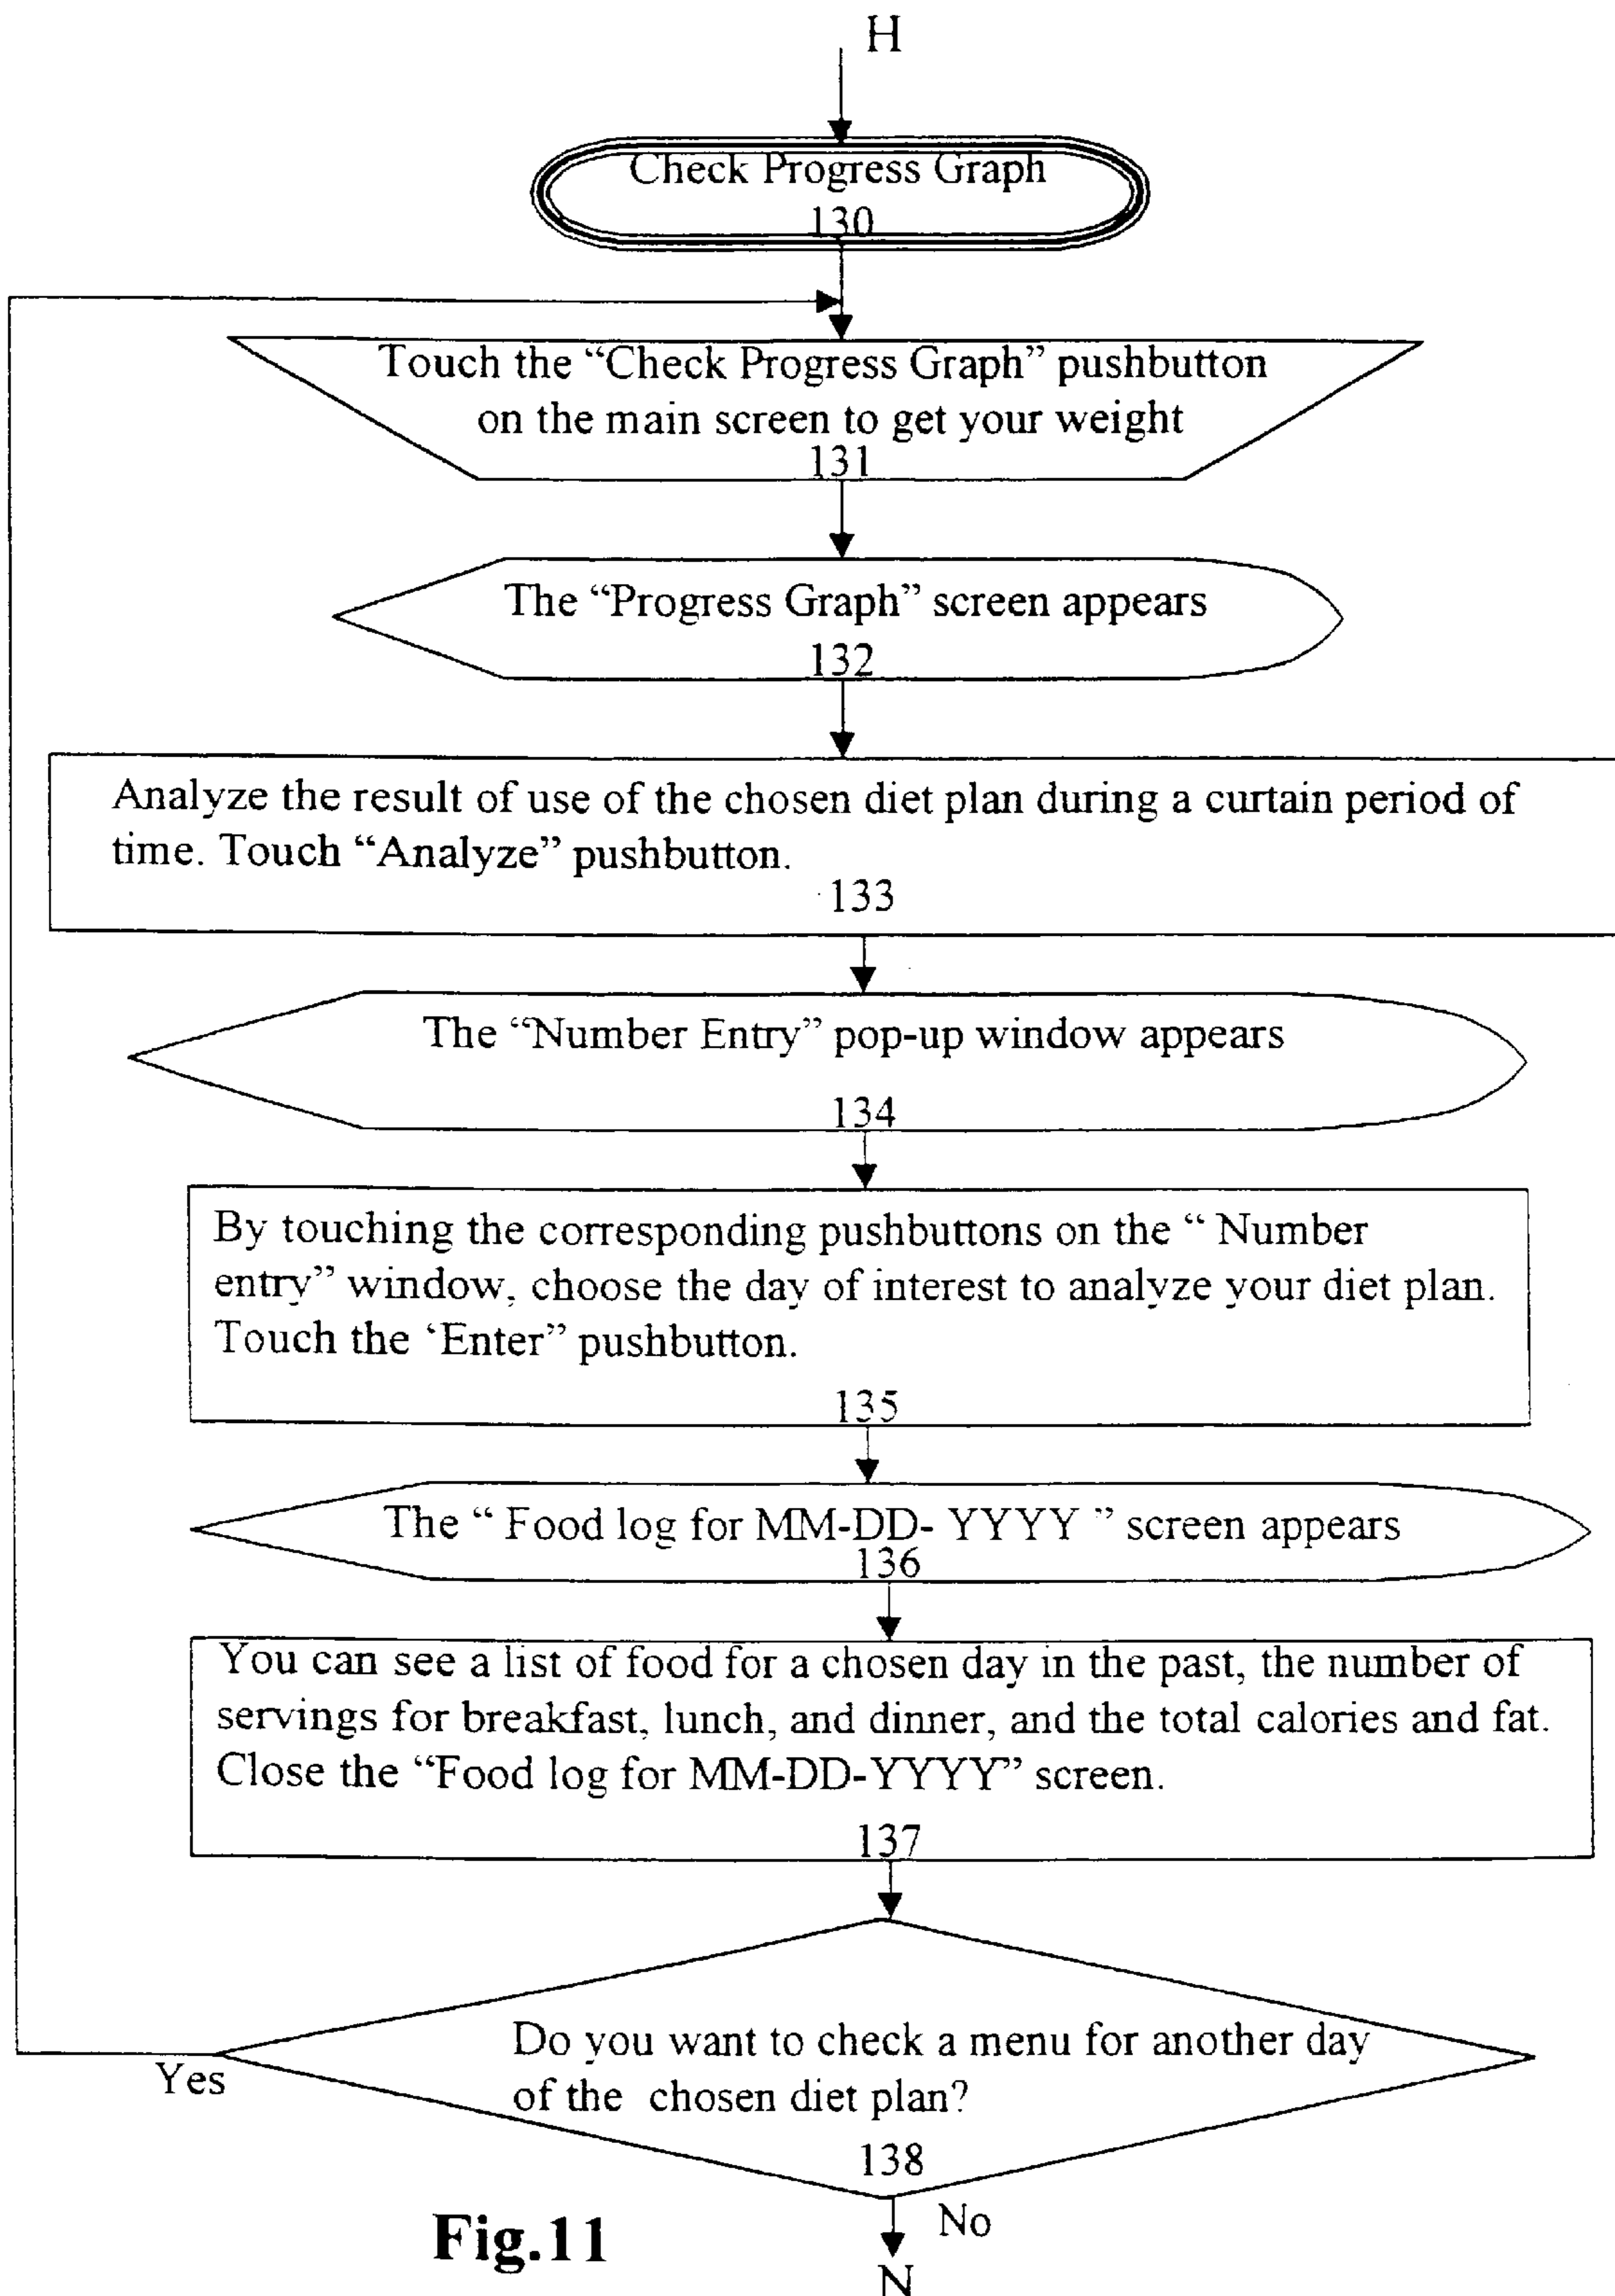 H
Check Progress Graph
130
Touch the “Check Progress Graph” pushbutton
on the main screen to get your weight
131
The “Progress Graph” screen appears
132
Analyze the result of use of the chosen diet plan during a curtain period of
time. Touch “Analyze” pushbutton.
133
The “Number Entry” pop-up window appears
134
By touching the corresponding pushbuttons on the “ Number
entry” window, choose the day of interest to analyze your diet plan.
Touch the ‘Enter” pushbutton.
135
The “ Food log for MM-DD- YYYY ” screen appears
136
You can see a list of food for a chosen day in the past, the number of
servings for breakfast, lunch, and dinner, and the total calories and fat.
Close the “Food log for MM-DD-YYYY” screen.
137
Do you want to check a menu for another day
of the chosen diet plan?
138
Yes
No
N
Fig.11